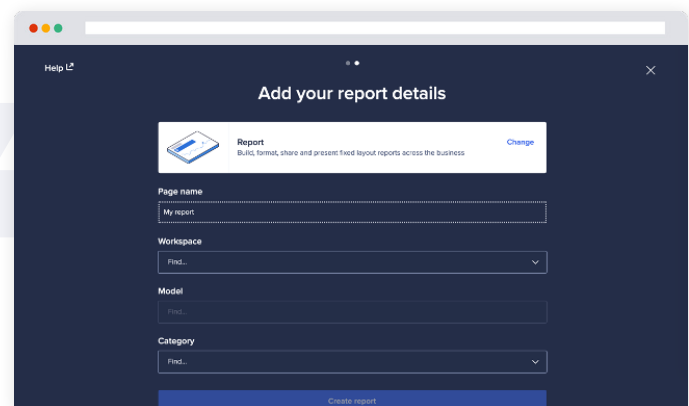 Help
Add your report details
Report
Change
Build, format, share and present fixed layout reports across the business
Page name
My report
Workspace
Find...
Model
Find...
Category
Find...
Create report